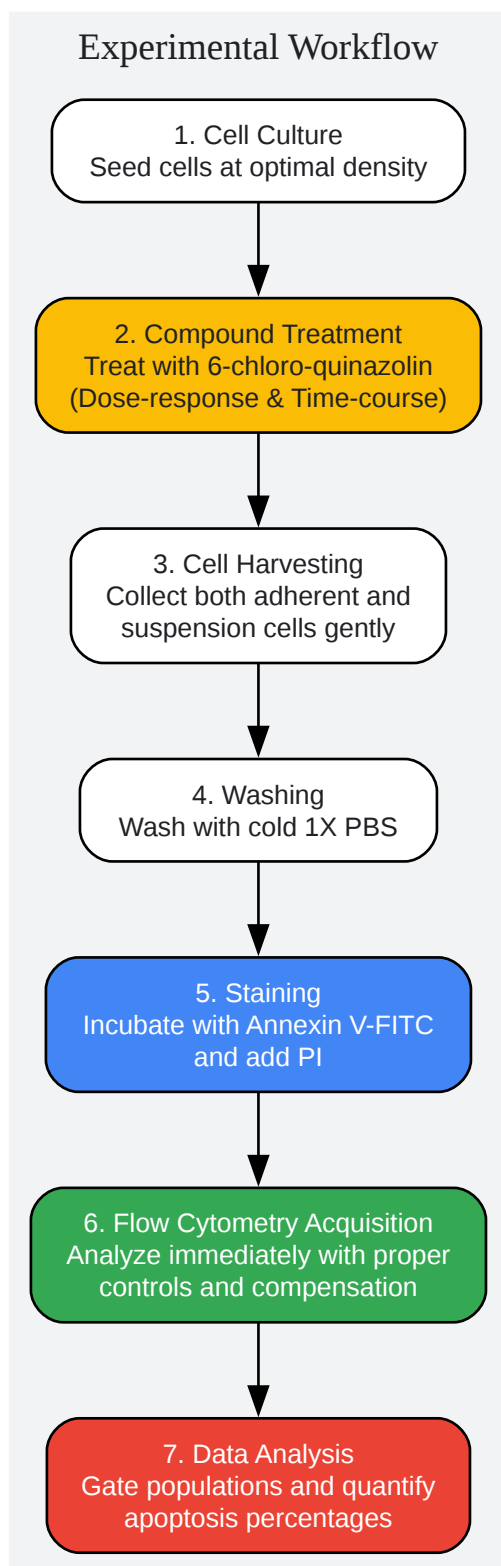 Experimental Workflow
1. Cell Culture
Seed cells at optimal density
2. Compound Treatment
Treat with 6-chloro-quinazolin
(Dose-response & Time-course)
3. Cell Harvesting
Collect both adherent and
suspension cells gently
4. Washing
Wash with cold 1X PBS
5. Staining
Incubate with Annexin V-FITC
and add PI
6. Flow Cytometry Acquisition
Analyze immediately with proper
controls and compensation
7. Data Analysis
Gate populations and quantify
apoptosis percentages